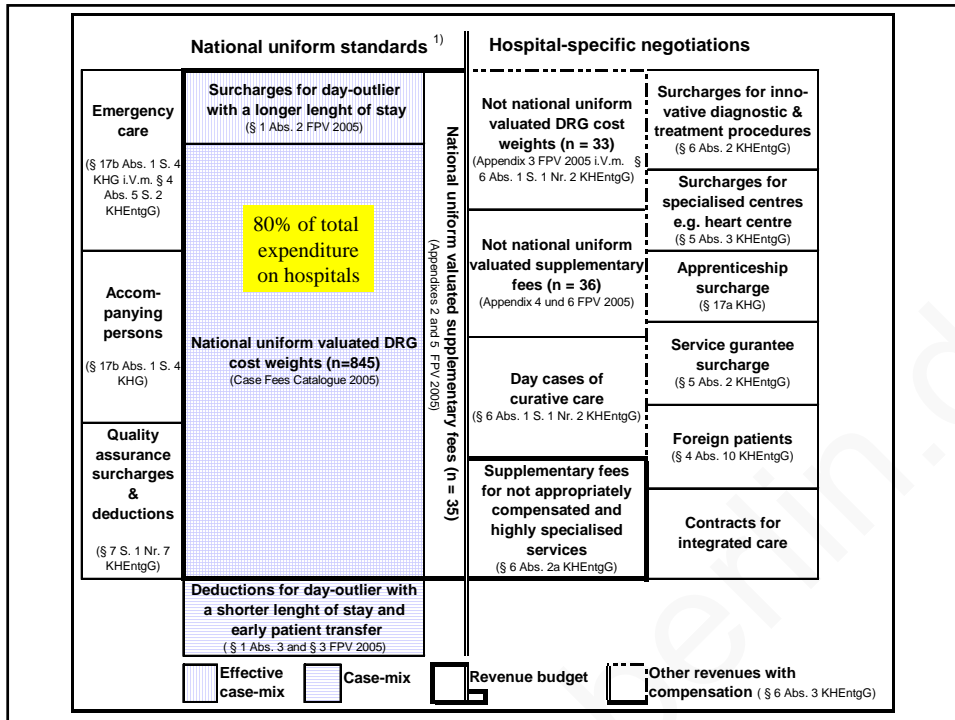 National uniform standards 1)
Hospital-specific negotiations
Emergency
care
(§ 17b Abs. 1 S. 4
KHG i.V.m. § 4
Abs. 5 S. 2
KHEntgG)
Accom-
panying
persons
(§ 17b Abs. 1 S. 4
KHG)
Quality
assurance
surcharges
&
deductions
(§ 7 S. 1 Nr. 7
KHEntgG)
Surcharges for day-outlier
with a longer lenght of stay
(§ 1 Abs. 2 FPV 2005)
80% of total
expenditure
on hospitals
National uniform valuated DRG
cost weights (n=845)
(Case Fees Catalogue 2005)
Deductions for day-outlier with
a shorter lenght of stay and
early patient transfer
( § 1 Abs. 3 and § 3 FPV 2005)
National uniform valuated supplementary fees (n = 35)
(Appendixes 2 and 5 FPV 2005)
Not national uniform
valuated DRG cost
weights (n = 33)
(Appendix 3 FPV 2005 i.V.m. §
6 Abs. 1 S. 1 Nr. 2 KHEntgG)
Not national uniform
valuated supplementary
fees (n = 36)
(Appendix 4 und 6 FPV 2005)
Day cases of
curative care
(§ 6 Abs. 1 S. 1 Nr. 2 KHEntgG)
Supplementary fees
for not appropriately
compensated and
highly specialised
services
(§ 6 Abs. 2a KHEntgG)
Surcharges for inno-
vative diagnostic &
treatment procedures
(§ 6 Abs. 2 KHEntgG)
Surcharges for
specialised centres
e.g. heart centre
(§ 5 Abs. 3 KHEntgG)
Apprenticeship
surcharge
(§ 17a KHG)
Service gurantee
surcharge
(§ 5 Abs. 2 KHEntgG)
Foreign patients
(§ 4 Abs. 10 KHEntgG)
Contracts for
integrated care
Effective
case-mix
Case-mix
Revenue budget
Other revenues with
compensation ( § 6 Abs. 3 KHEntgG)
erlin.d